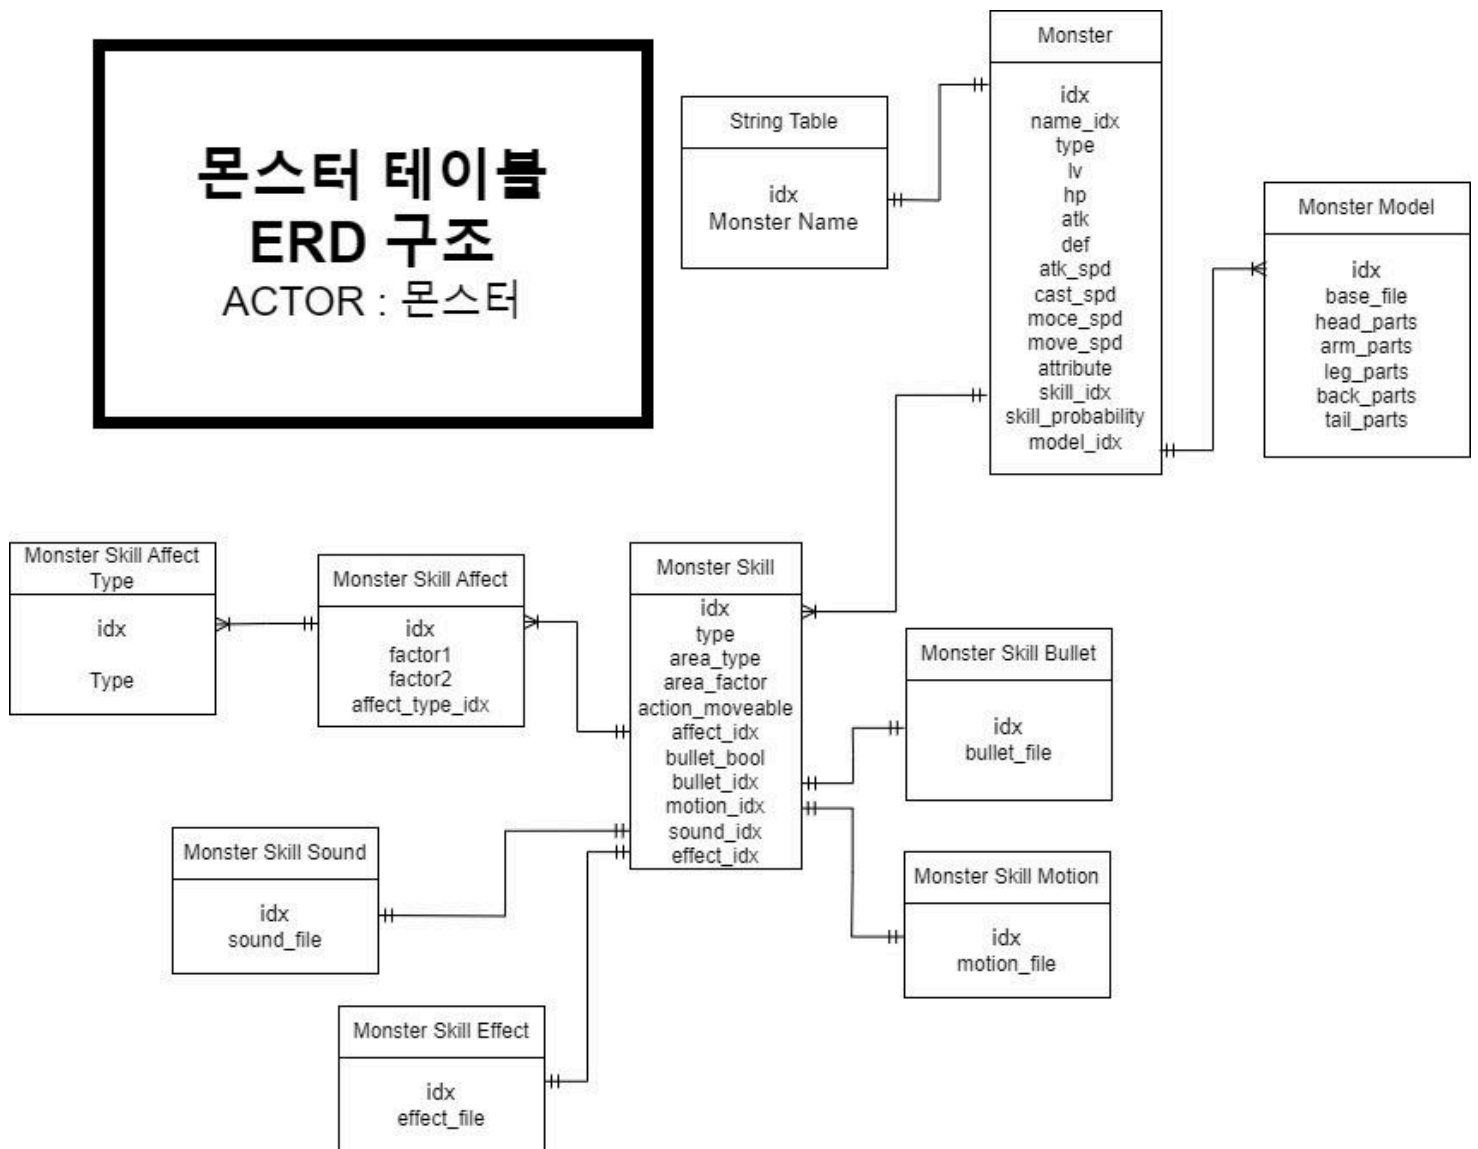 몬스터 테이블
ERD 구조
ACTOR : 몬스터
String Table
idx
Monster Name
Monster
idx
name_idx
type
lv
hp
atk
def
atk_spd
cast_spd
moce_spd
move_spd
attribute
skill_idx
skill_probability
model_idx
Monster Model
idx
base_file
head_parts
arm_parts
leg_parts
back_parts
tail_parts
Monster Skill Affect
Type
idx
Type
Monster Skill Affect
idx
factor1
factor2
affect_type_idx
Monster Skill
idx
type
area_type
area_factor
action_moveable
affect_idx
bullet_bool
bullet_idx
motion_idx
sound_idx
effect_idx
Monster Skill Bullet
idx
bullet_file
Monster Skill Sound
idx
sound_file
Monster Skill Motion
idx
motion_file
Monster Skill Effect
idx
effect_file